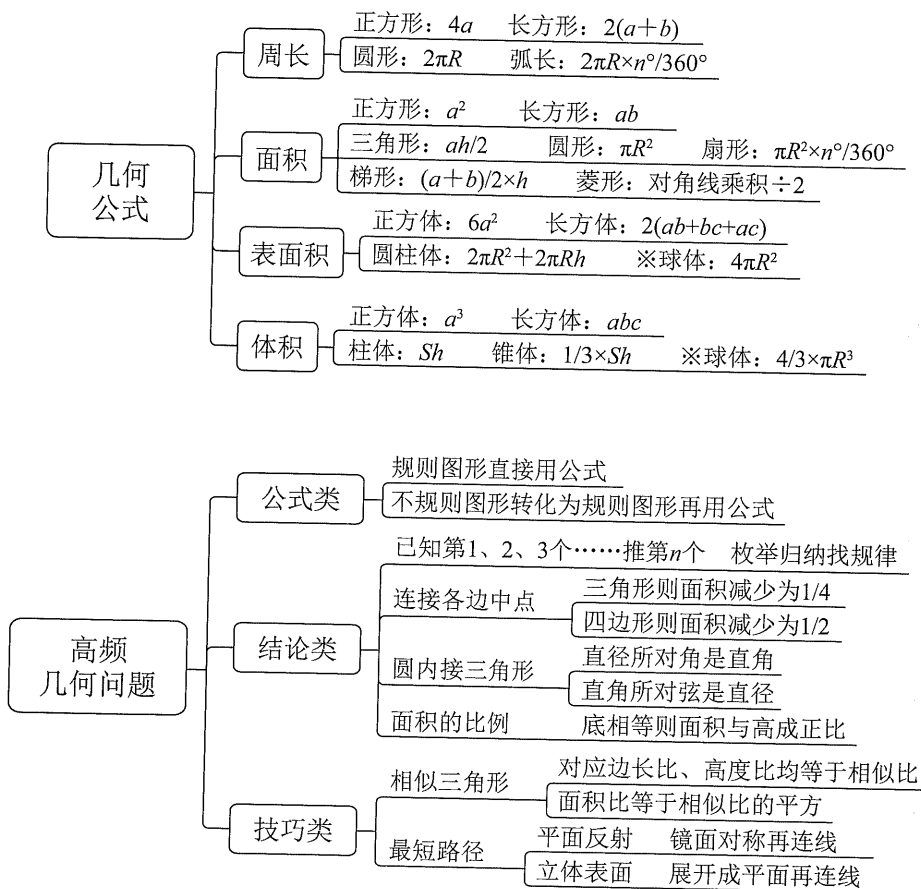 几何
公式
周长
正方形：4a 长方形：2(a＋b)
圆形：2πR 弧长：2πR×n°/360°
面积
正方形：a² 长方形：ab
三角形：ah/2 圆形：πR² 扇形：πR²×n°/360°
梯形：(a＋b)/2×h 菱形：对角线乘积÷2
表面积
正方体：6a² 长方体：2(ab+bc+ac)
圆柱体：2πR²＋2πRh ※球体：4πR²
体积
正方体：a³ 长方体：abc
柱体：Sh 锥体：1/3×Sh ※球体：4/3×πR³
高频
几何问题
公式类
规则图形直接用公式
不规则图形转化为规则图形再用公式
结论类
已知第1、2、3个……推第n个 枚举归纳找规律
连接各边中点
三角形则面积减少为1/4
四边形则面积减少为1/2
圆内接三角形
直径所对角是直角
直角所对弦是直径
面积的比例 底相等则面积与高成正比
技巧类
相似三角形
对应边长比、高度比均等于相似比
面积比等于相似比的平方
最短路径
平面反射 镜面对称再连线
立体表面 展开成平面再连线